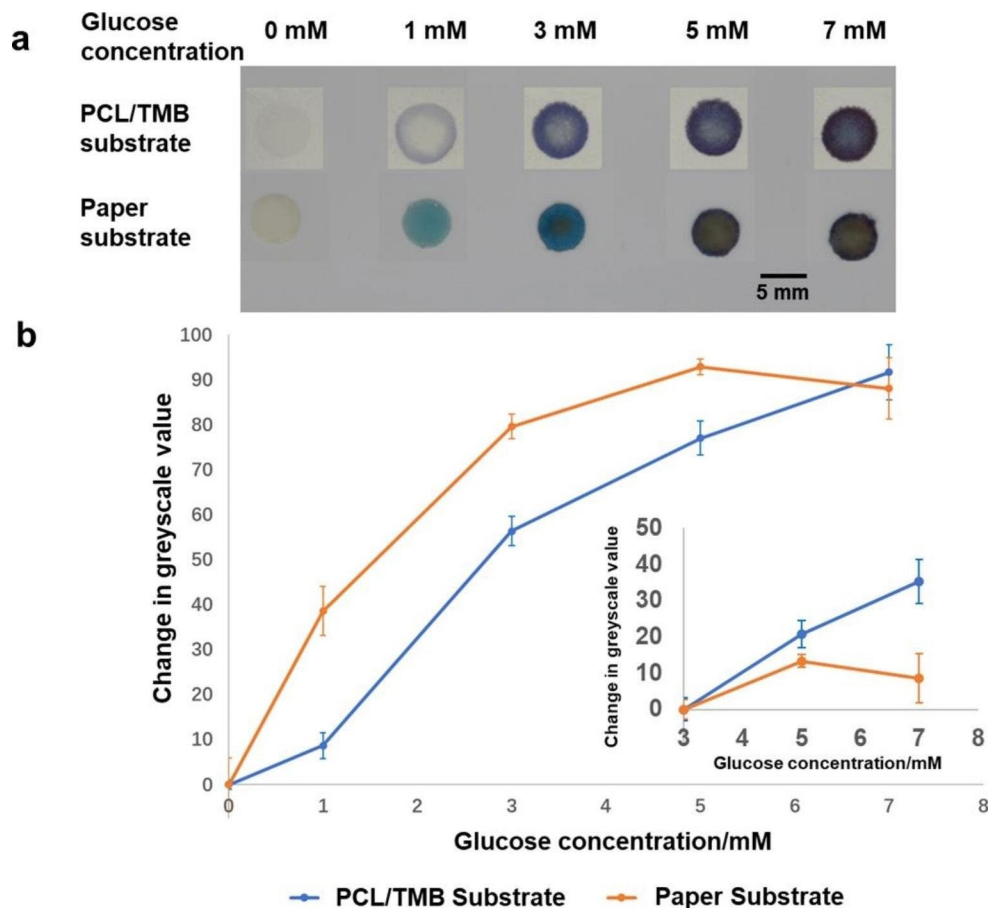 a
Glucose
concentration
0 mM
1 mM
3 mM
5 mM
7 mM
PCL/TMB
substrate
Paper
substrate
5 mm
b
Change in greyscale value
100
90
80
70
60
50
40
30
20
10
0
0
1
2
3
4
5
6
7
8
Glucose concentration/mM
Change in greyscale value
50
40
30
20
10
0
3
4
5
6
7
8
Glucose concentration/mM
PCL/TMB Substrate
Paper Substrate